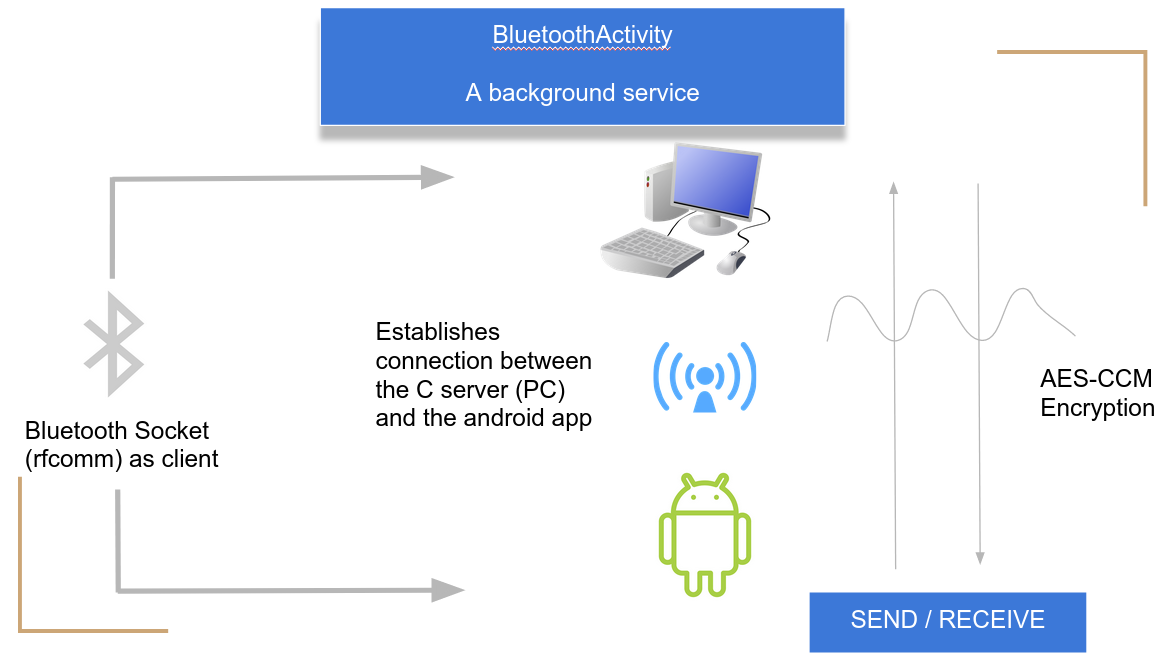 BluetoothActivity
A background service
Establishes
connection between
the C server (PC)
and the android app
Bluetooth Socket
(rfcomm) as client
AES-CCM
Encryption
SEND / RECEIVE